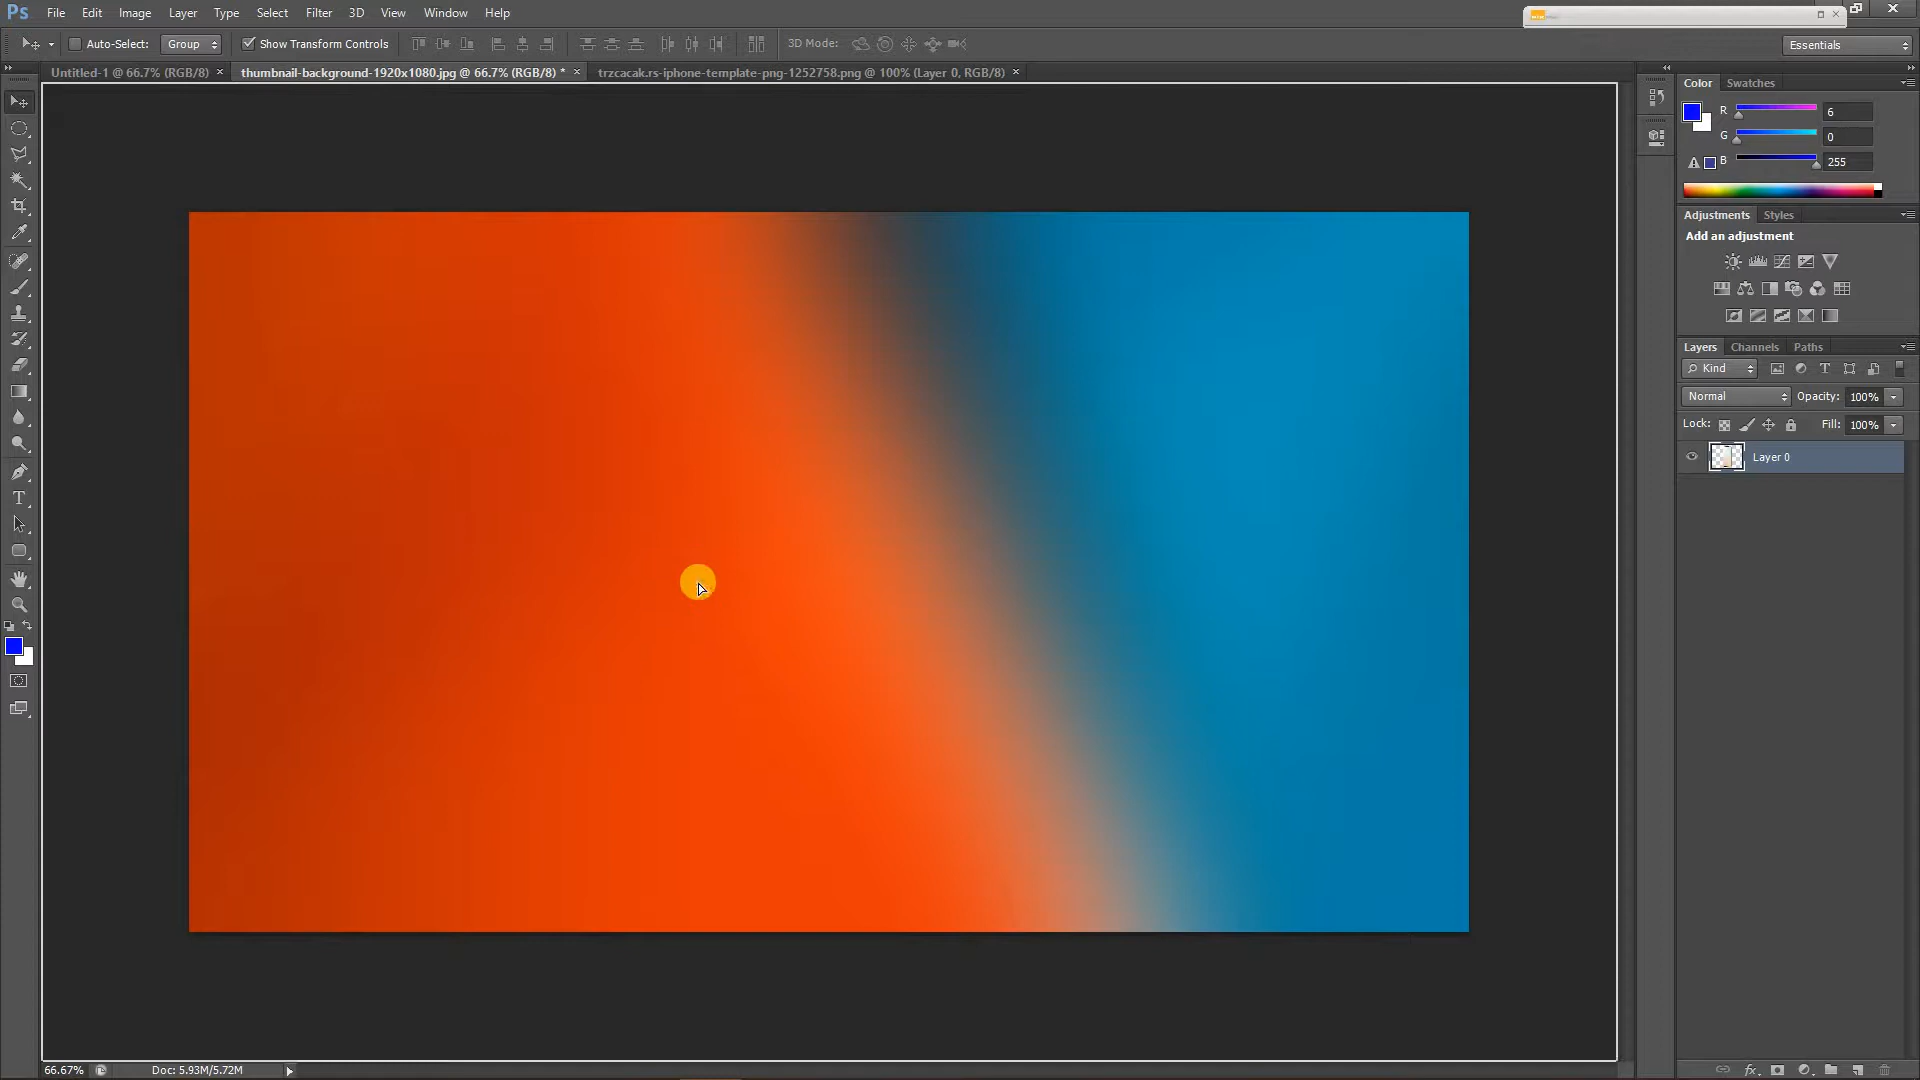 Ps File Edit Image Layer Type Select Filter 3D View Window Help
Auto-Select: Group Show Transform Controls 3D Mode: Essentials
Untitled-1 @ 66.7% (RGB/8) × thumbnail-background-1920x1080.jpg @ 66.7% (RGB/8) * × trzcacak.rs-iphone-template-png-1252758.png @ 100% (Layer 0, RGB/8) ×
Color Swatches
R 6
G 0
B 255
Adjustments Styles
Add an adjustment
Layers Channels Paths
Kind
Normal Opacity: 100%
Lock: Fill: 100%
Layer 0
66.67% Doc: 5.93M/5.72M